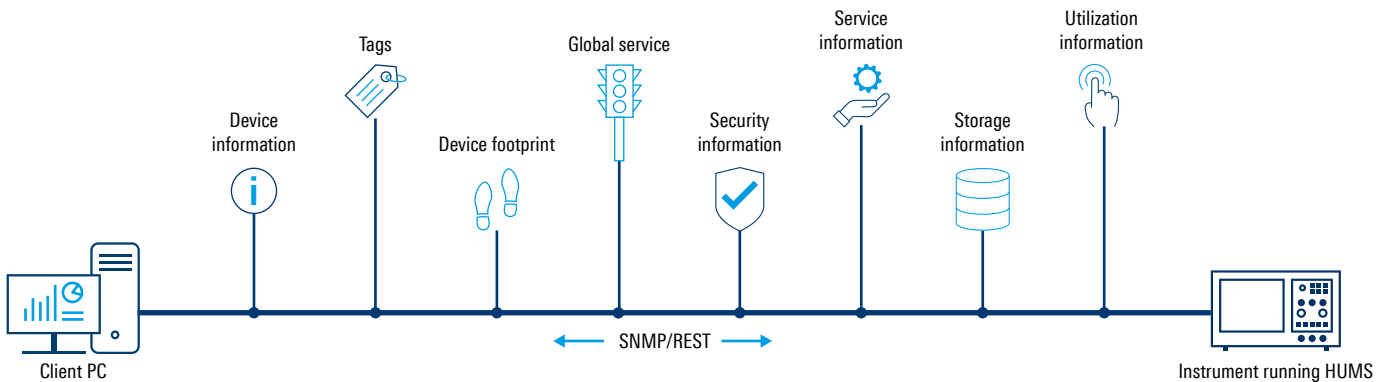 Device
information
Tags
Device footprint
Global service
Security
information
Service
information
Storage
information
Utilization
information
SNMP/REST
Client PC
Instrument running HUMS